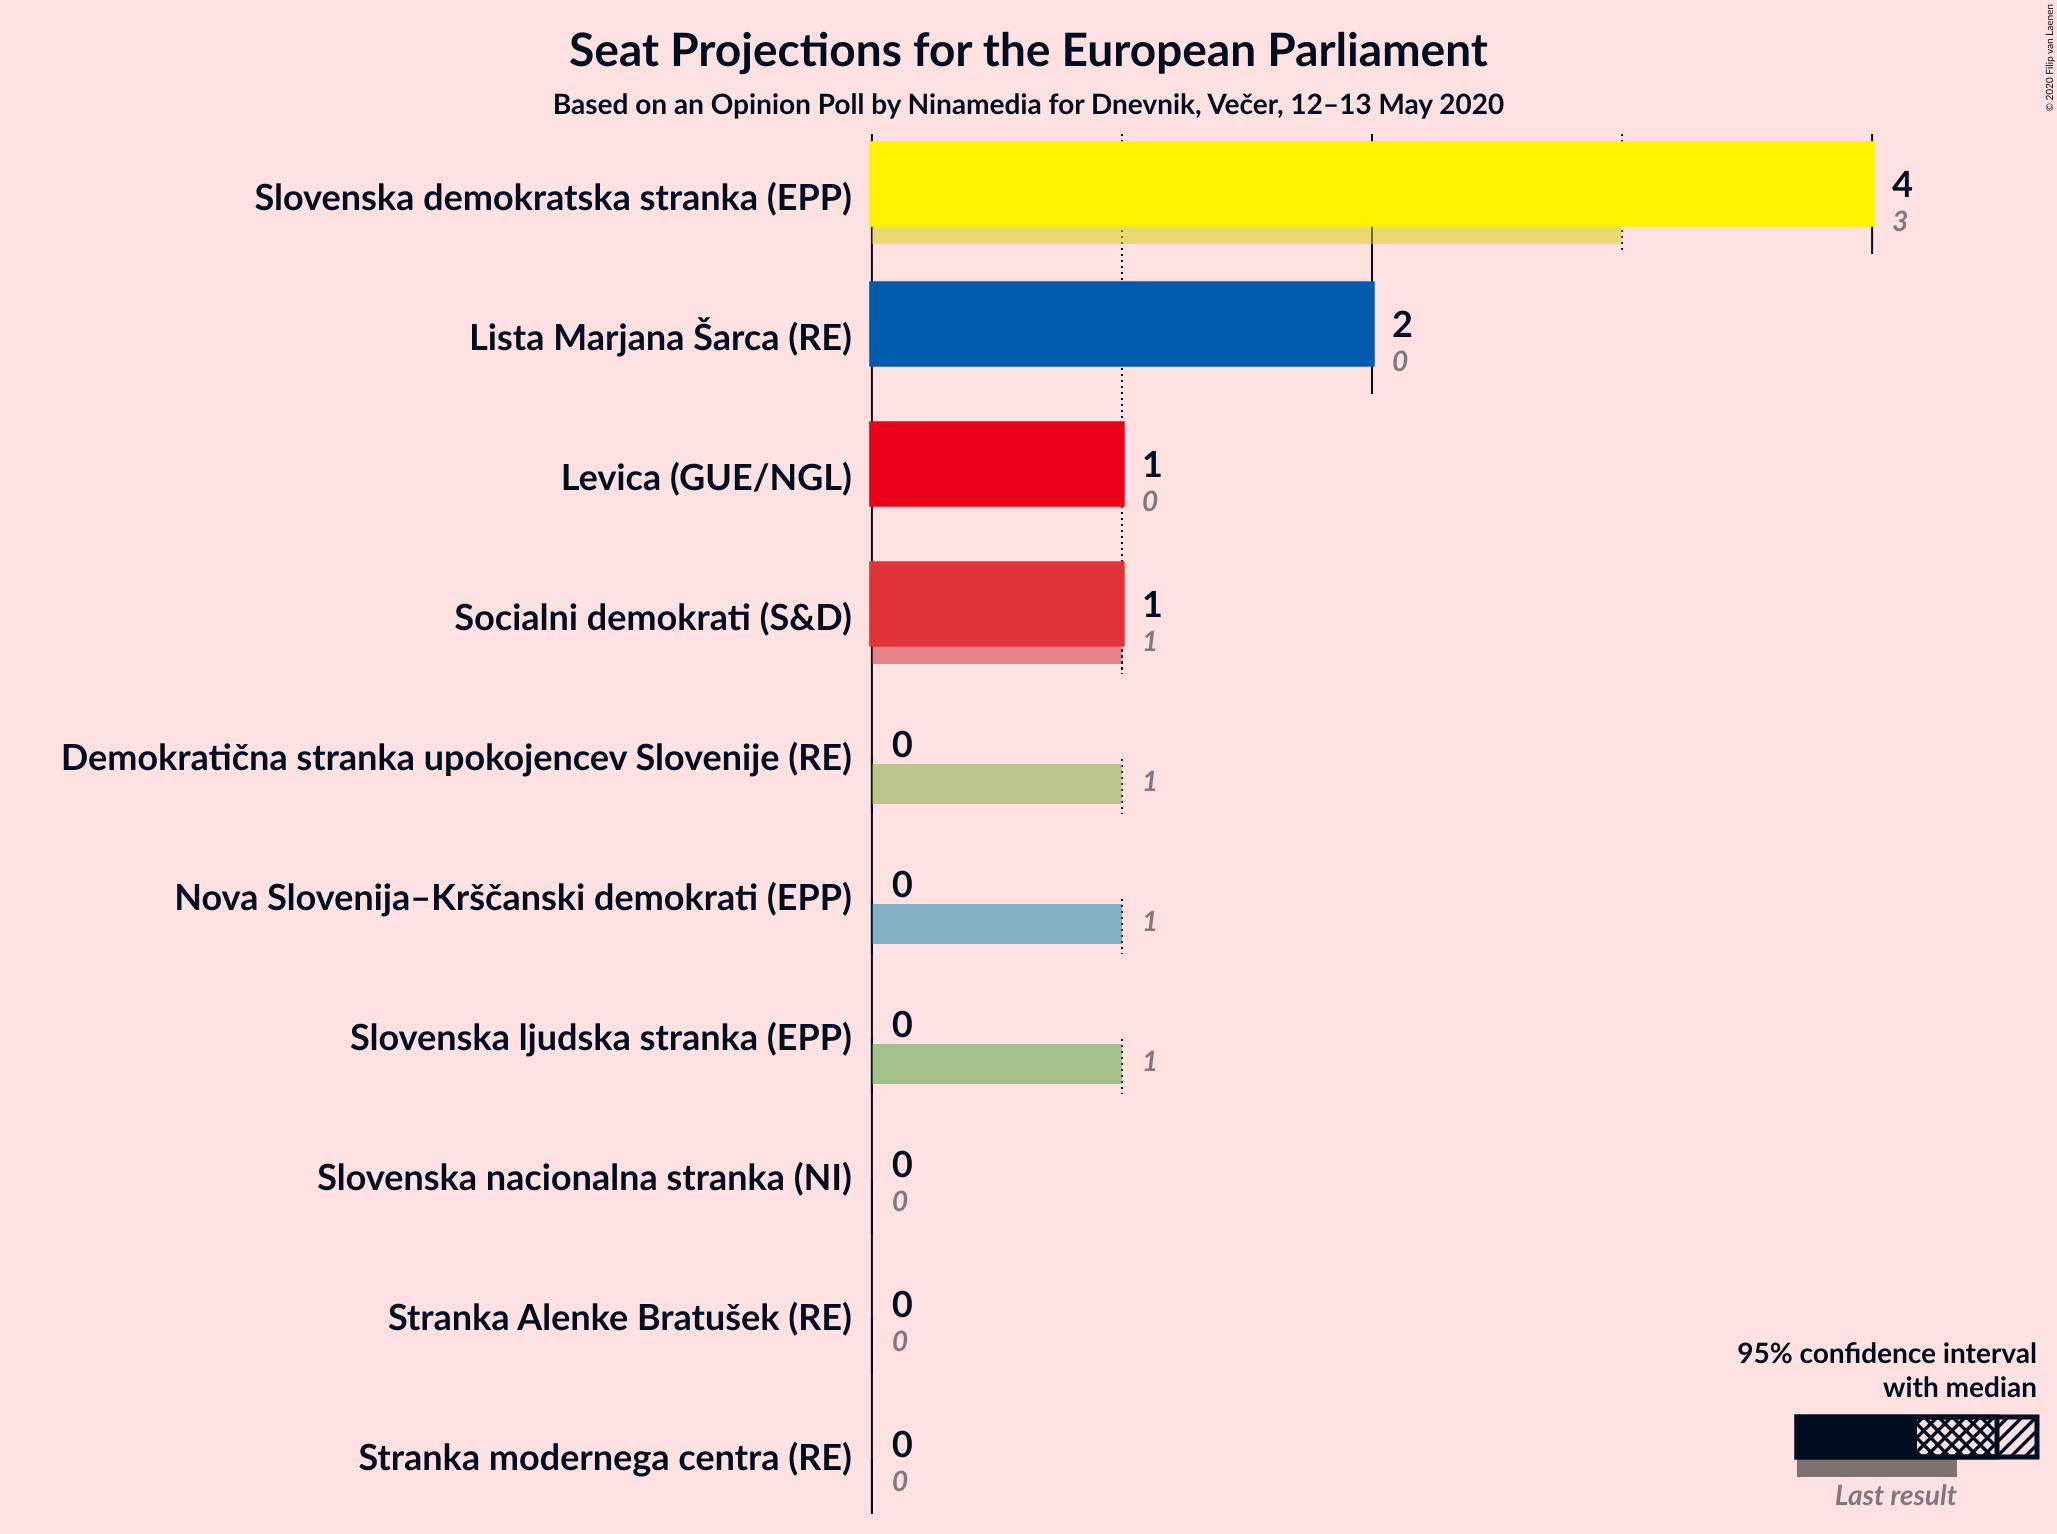 Seat Projections for the European Parliament
Based on an Opinion Poll by Ninamedia for Dnevnik, Večer, 12–13 May 2020
© 2020 Filip van Laenen
Slovenska demokratska stranka (EPP)
4
3
Lista Marjana Šarca (RE)
2
0
Levica (GUE/NGL)
1
0
Socialni demokrati (S&D)
1
1
Demokratična stranka upokojencev Slovenije (RE)
0
1
Nova Slovenija–Krščanski demokrati (EPP)
0
1
Slovenska ljudska stranka (EPP)
0
1
Slovenska nacionalna stranka (NI)
0
0
Stranka Alenke Bratušek (RE)
0
0
Stranka modernega centra (RE)
0
0
95% confidence interval
with median
Last result